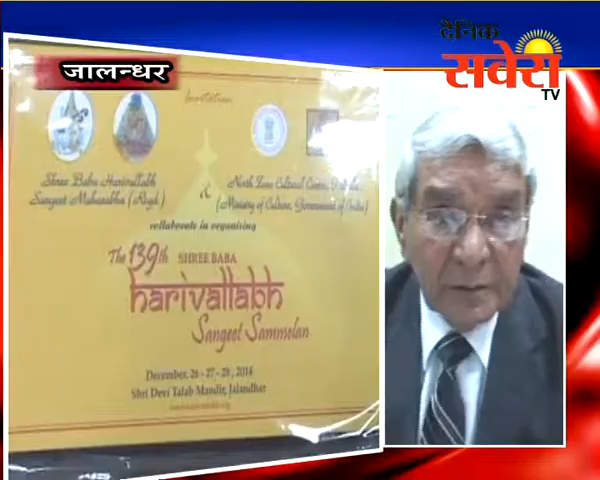 दैनिक
सवेरा
TV
जालन्धर
Invitation
Shree Baba Harivallabh
Sangeet Mahasabha (Regd.)
&
North Zone Cultural Centre, Patiala
(Ministry of Culture, Government of India)
collaborate in organising
The 139th SHREE BABA
harivallabh
Sangeet Sammelan
December, 26 - 27 - 28 , 2014
Shri Devi Talab Mandir, Jalandhar